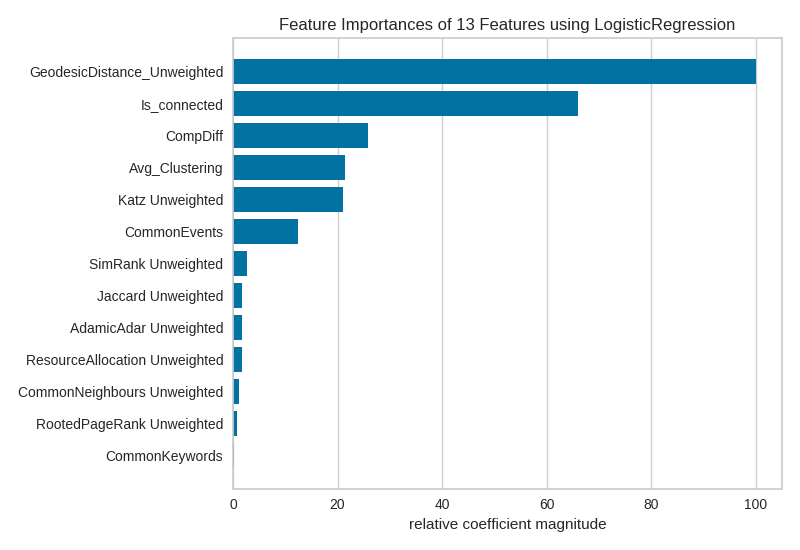 Feature Importances of 13 Features using LogisticRegression
GeodesicDistance_Unweighted
Is_connected
CompDiff
Avg_Clustering
Katz Unweighted
CommonEvents
SimRank Unweighted
Jaccard Unweighted
AdamicAdar Unweighted
ResourceAllocation Unweighted
CommonNeighbours Unweighted
RootedPageRank Unweighted
CommonKeywords
0 20 40 60 80 100
relative coefficient magnitude